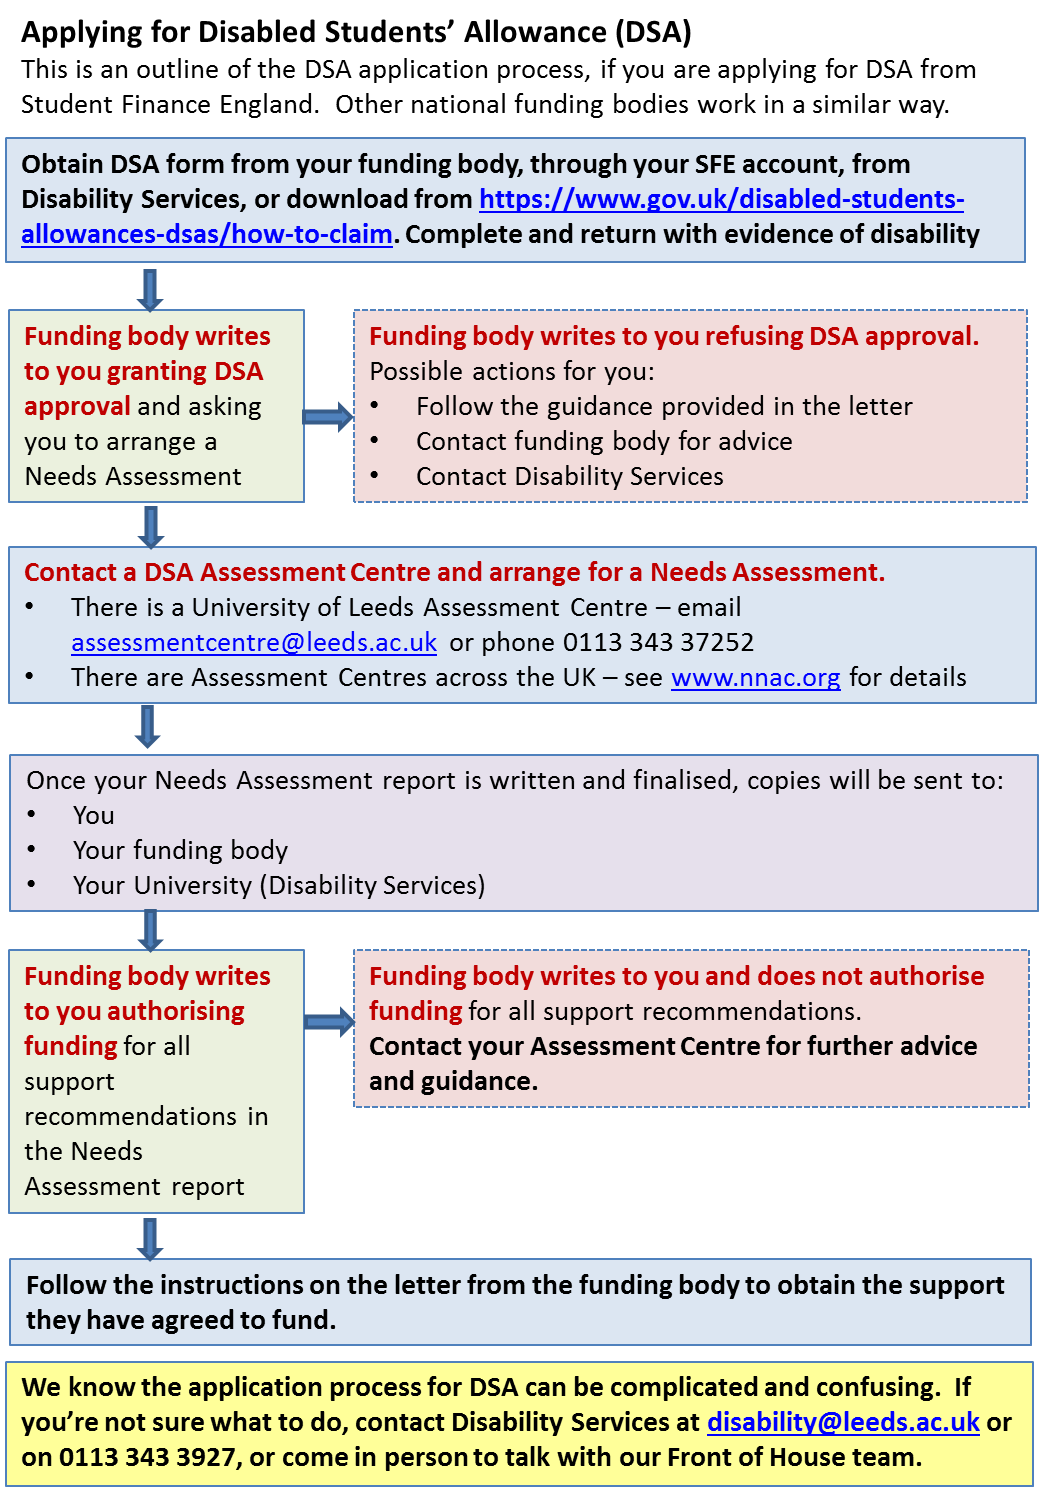 Applying for Disabled Students’ Allowance (DSA)
This is an outline of the DSA application process, if you are applying for DSA from
Student Finance England.  Other national funding bodies work in a similar way.
Obtain DSA form from your funding body, through your SFE account, from
Disability Services, or download from https://www.gov.uk/disabled-students-
allowances-dsas/how-to-claim. Complete and return with evidence of disability
Funding body writes
to you granting DSA
approval and asking
you to arrange a
Needs Assessment
Funding body writes to you refusing DSA approval.
Possible actions for you:
• Follow the guidance provided in the letter
• Contact funding body for advice
• Contact Disability Services
Contact a DSA Assessment Centre and arrange for a Needs Assessment.
• There is a University of Leeds Assessment Centre – email
assessmentcentre@leeds.ac.uk or phone 0113 343 37252
• There are Assessment Centres across the UK – see www.nnac.org for details
Once your Needs Assessment report is written and finalised, copies will be sent to:
• You
• Your funding body
• Your University (Disability Services)
Funding body writes
to you authorising
funding for all
support
recommendations in
the Needs
Assessment report
Funding body writes to you and does not authorise
funding for all support recommendations.
Contact your Assessment Centre for further advice
and guidance.
Follow the instructions on the letter from the funding body to obtain the support
they have agreed to fund.
We know the application process for DSA can be complicated and confusing.  If
you’re not sure what to do, contact Disability Services at disability@leeds.ac.uk or
on 0113 343 3927, or come in person to talk with our Front of House team.